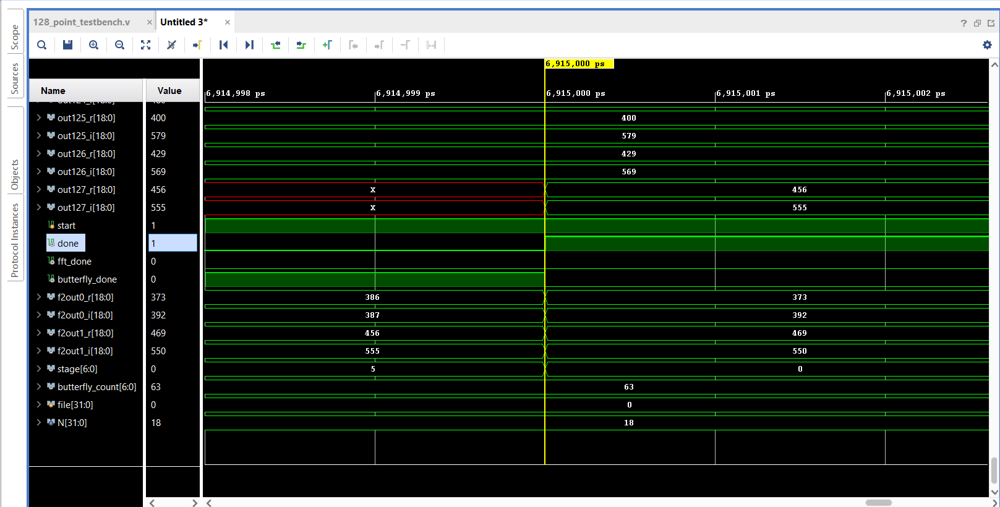 Scope
Sources
Objects
Protocol Instances
128_point_testbench.v × Untitled 3* ×
?
6,915,000 ps
Name Value
6,914,998 ps 6,914,999 ps 6,915,000 ps 6,915,001 ps 6,915,002 ps
out125_r[18:0] 400 400
out125_i[18:0] 579 579
out126_r[18:0] 429 429
out126_i[18:0] 569 569
out127_r[18:0] 456 X 456
out127_i[18:0] 555 X 555
start 1
done 1
fft_done 0
butterfly_done 0
f2out0_r[18:0] 373 386 373
f2out0_i[18:0] 392 387 392
f2out1_r[18:0] 469 456 469
f2out1_i[18:0] 550 555 550
stage[6:0] 0 5 0
butterfly_count[6:0] 63 63
file[31:0] 0 0
N[31:0] 18 18